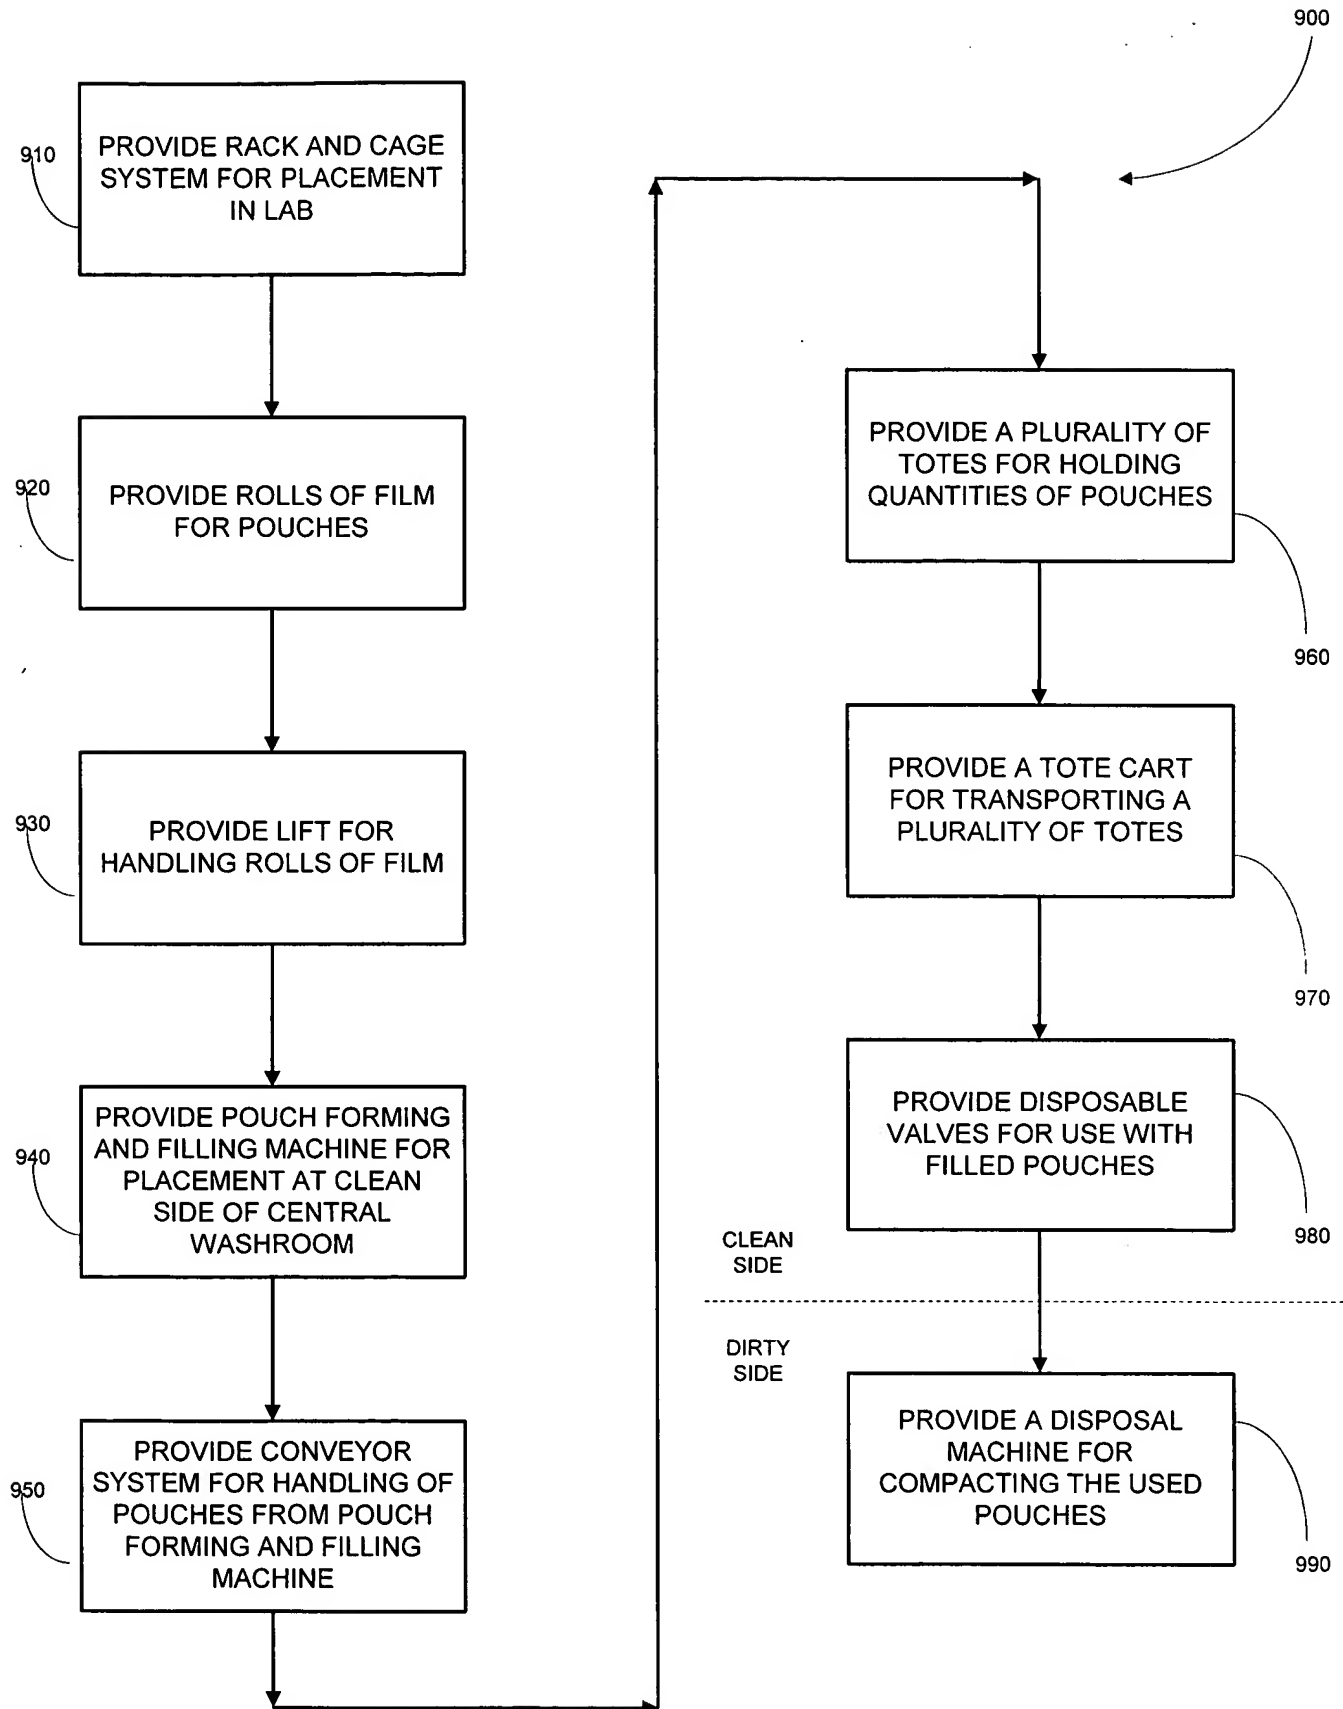 900
910
PROVIDE RACK AND CAGE
SYSTEM FOR PLACEMENT
IN LAB
920
PROVIDE ROLLS OF FILM
FOR POUCHES
930
PROVIDE LIFT FOR
HANDLING ROLLS OF FILM
940
PROVIDE POUCH FORMING
AND FILLING MACHINE FOR
PLACEMENT AT CLEAN
SIDE OF CENTRAL
WASHROOM
950
PROVIDE CONVEYOR
SYSTEM FOR HANDLING OF
POUCHES FROM POUCH
FORMING AND FILLING
MACHINE
PROVIDE A PLURALITY OF
TOTES FOR HOLDING
QUANTITIES OF POUCHES
960
PROVIDE A TOTE CART
FOR TRANSPORTING A
PLURALITY OF TOTES
970
PROVIDE DISPOSABLE
VALVES FOR USE WITH
FILLED POUCHES
980
CLEAN
SIDE
DIRTY
SIDE
PROVIDE A DISPOSAL
MACHINE FOR
COMPACTING THE USED
POUCHES
990